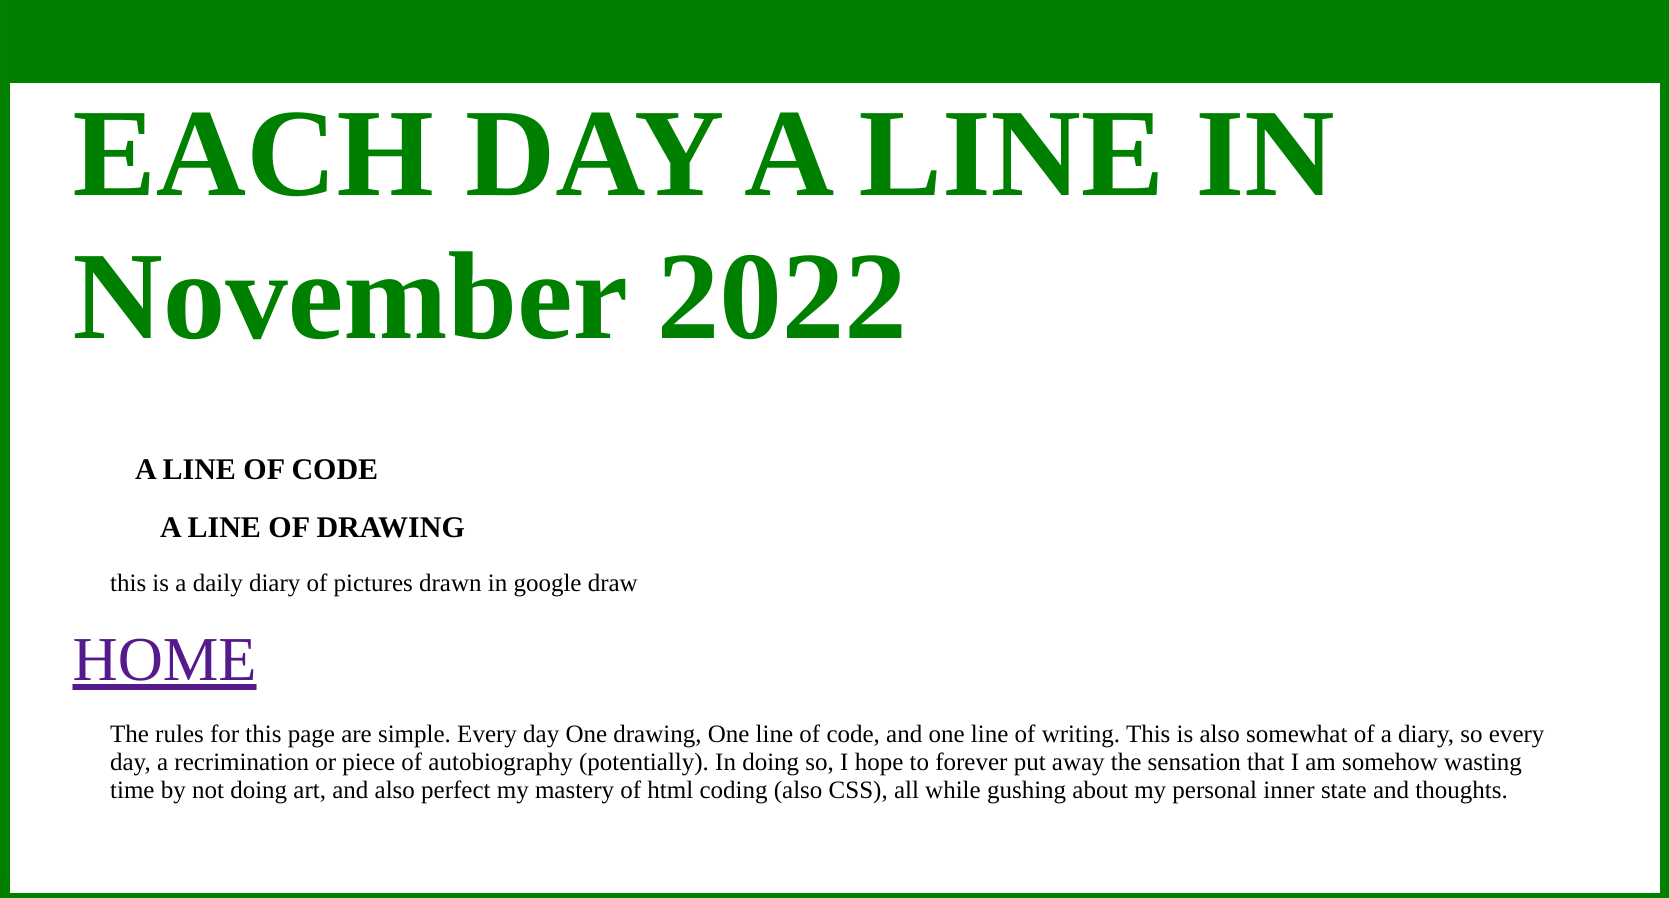 EACH DAY A LINE IN
November 2022
A LINE OF CODE
A LINE OF DRAWING
this is a daily diary of pictures drawn in google draw
HOME
The rules for this page are simple. Every day One drawing, One line of code, and one line of writing. This is also somewhat of a diary, so every
day, a recrimination or piece of autobiography (potentially). In doing so, I hope to forever put away the sensation that I am somehow wasting
time by not doing art, and also perfect my mastery of html coding (also CSS), all while gushing about my personal inner state and thoughts.